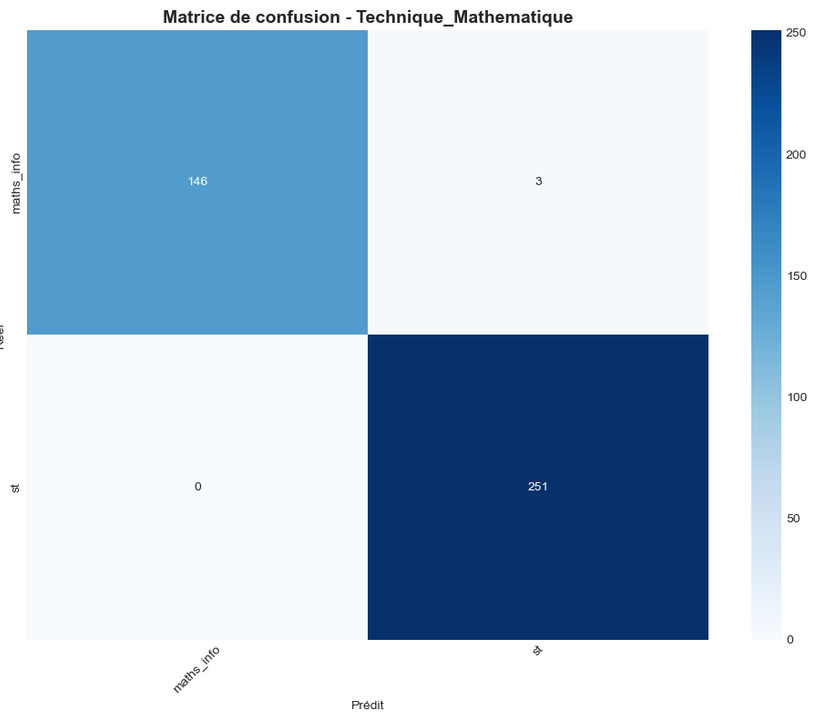 Matrice de confusion - Technique_Mathematique
250
maths_info
146
3
200
150
100
st
0
251
50
0
maths_info
st
Prédit